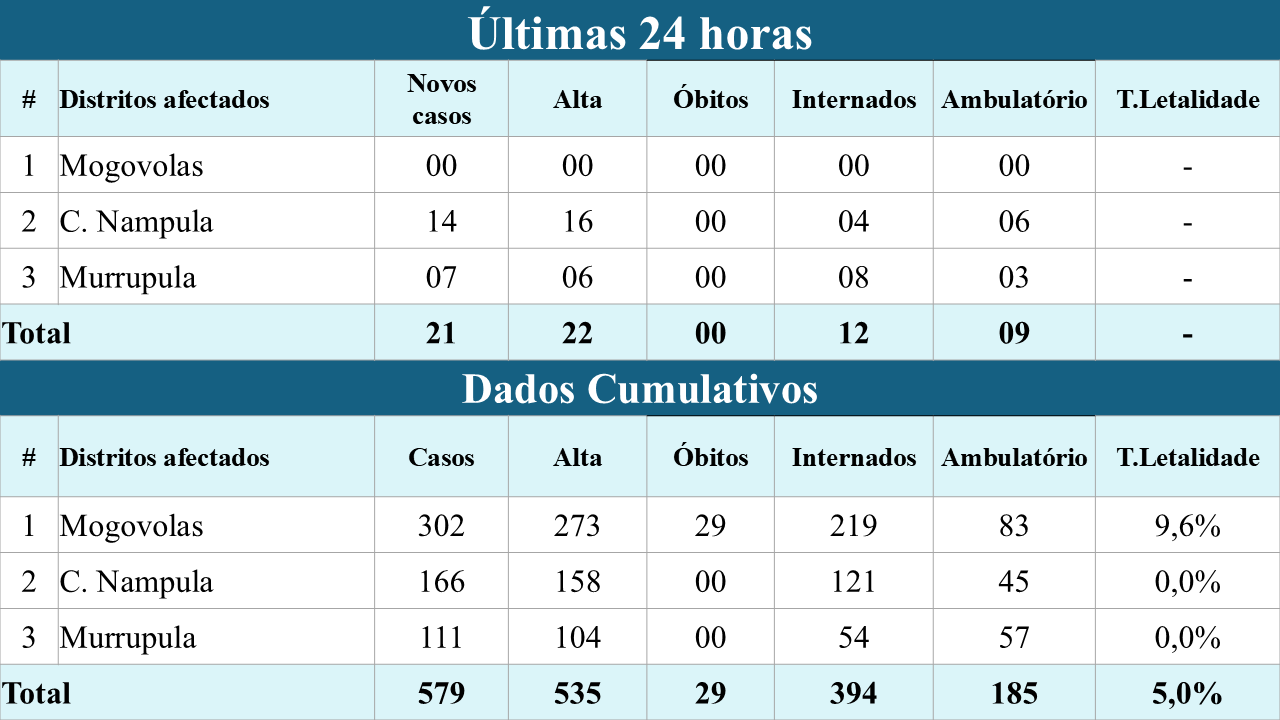 Últimas 24 horas
# Distritos afectados Novos casos Alta Óbitos Internados Ambulatório T.Letalidade
1 Mogovolas 00 00 00 00 00 -
2 C. Nampula 14 16 00 04 06 -
3 Murrupula 07 06 00 08 03 -
Total 21 22 00 12 09 -
Dados Cumulativos
# Distritos afectados Casos Alta Óbitos Internados Ambulatório T.Letalidade
1 Mogovolas 302 273 29 219 83 9,6%
2 C. Nampula 166 158 00 121 45 0,0%
3 Murrupula 111 104 00 54 57 0,0%
Total 579 535 29 394 185 5,0%